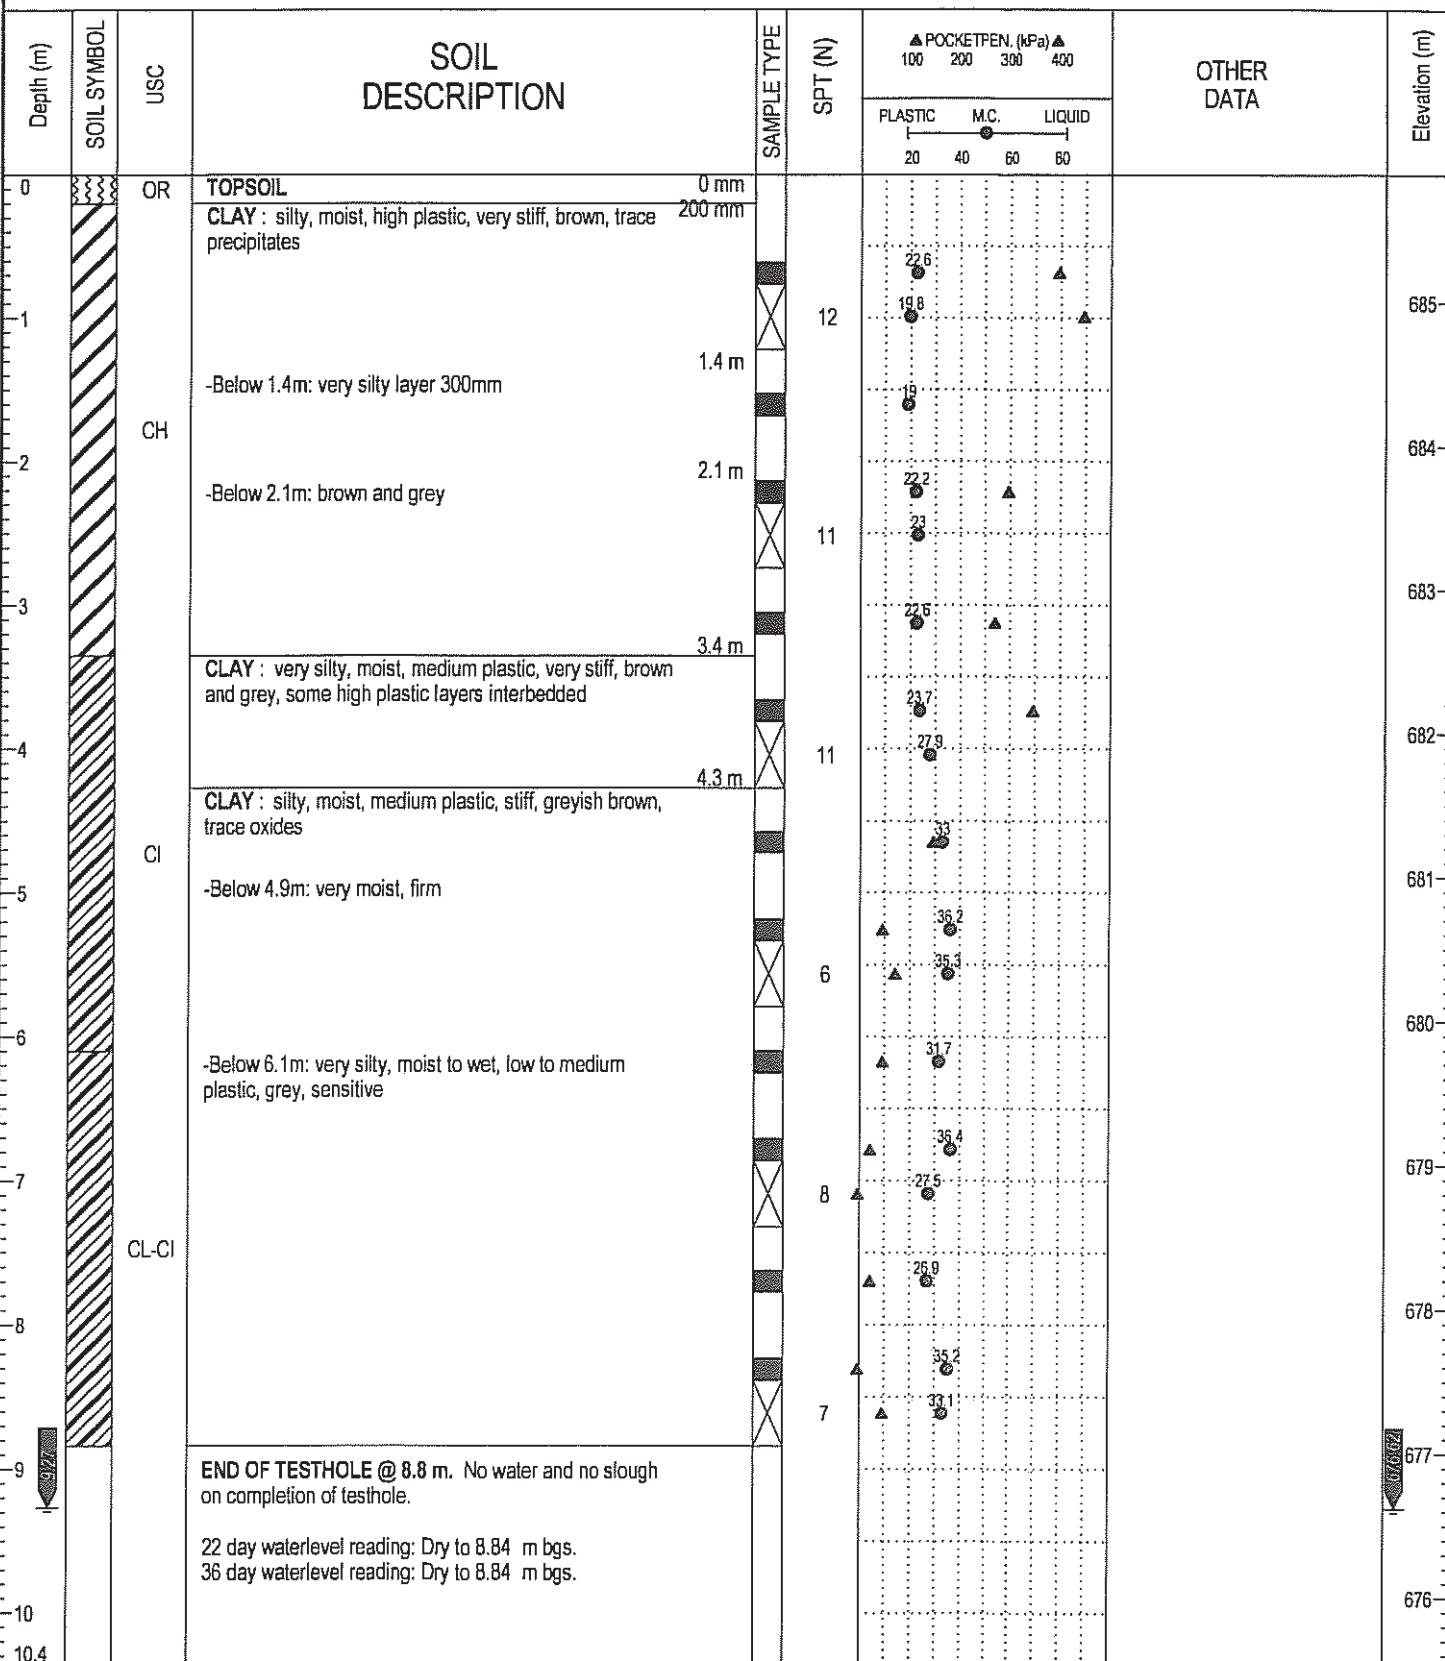 Depth (m)
SOIL SYMBOL
USC
SOIL
DESCRIPTION
SAMPLE TYPE
SPT (N)
▲ POCKETPEN. (kPa) ▲
100 200 300 400
PLASTIC M.C. LIQUID
20 40 60 80
OTHER
DATA
Elevation (m)
0
OR
TOPSOIL 0 mm
200 mm
CLAY : silty, moist, high plastic, very stiff, brown, trace
precipitates
22.6
685
1
19.8
12
1.4 m
-Below 1.4m: very silty layer 300mm
19
CH
684
2
2.1 m
-Below 2.1m: brown and grey
22.2
23
11
683
3
22.6
3.4 m
CLAY : very silty, moist, medium plastic, very stiff, brown
and grey, some high plastic layers interbedded
23.7
682
4
27.9
11
4.3 m
CLAY : silty, moist, medium plastic, stiff, greyish brown,
trace oxides
33
CI
-Below 4.9m: very moist, firm
681
5
36.2
35.3
6
680
6
31.7
-Below 6.1m: very silty, moist to wet, low to medium
plastic, grey, sensitive
36.4
679
7
27.5
8
CL-CI
26.9
678
8
35.2
33.1
7
677
9
9/27
END OF TESTHOLE @ 8.8 m. No water and no slough
on completion of testhole.
22 day waterlevel reading: Dry to 8.84 m bgs.
36 day waterlevel reading: Dry to 8.84 m bgs.
10
676
10.4